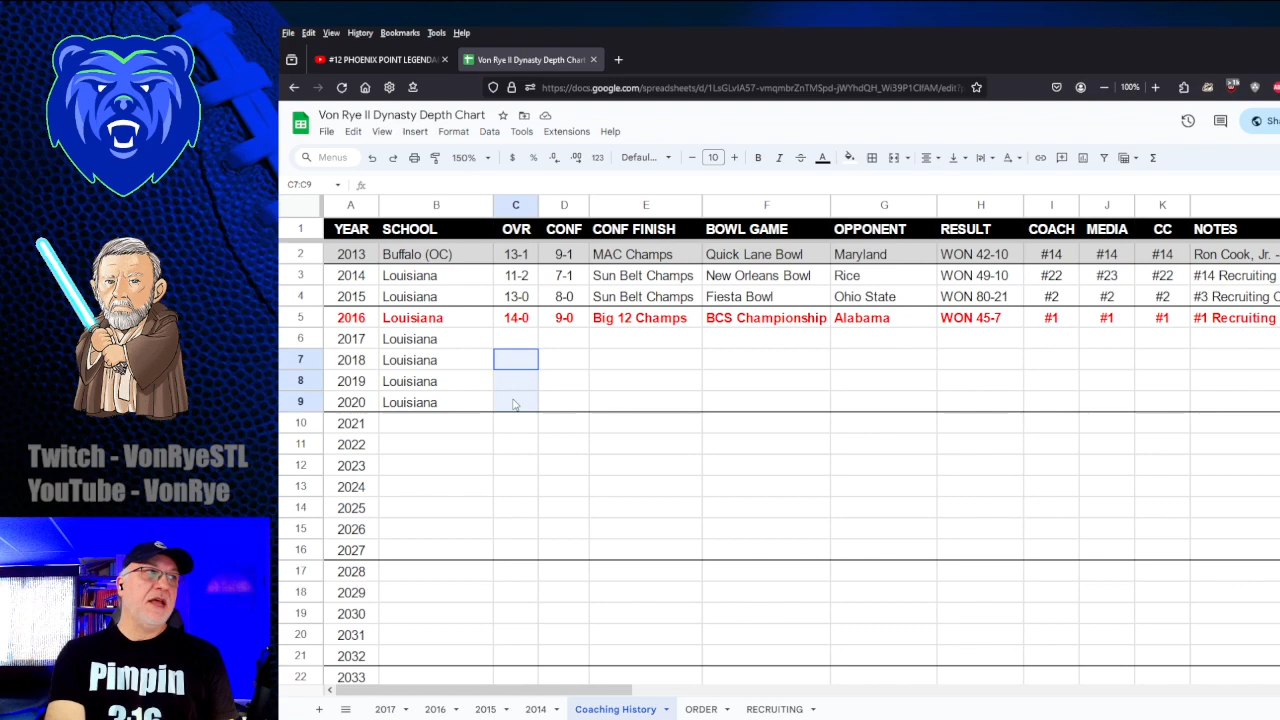 File Edit View History Bookmarks Tools Help
#12 PHOENIX POINT LEGENDA
Von Rye II Dynasty Depth Chart
100%
Von Rye II Dynasty Depth Chart
File Edit View Insert Format Data Tools Extensions Help
Sha
Menus 150% $ % .0 .00 123 Defaul... 10 B I S A
C7:C9 fx
A B C D E F G H I J K
1 YEAR SCHOOL OVR CONF CONF FINISH BOWL GAME OPPONENT RESULT COACH MEDIA CC NOTES
2 2013 Buffalo (OC) 13-1 9-1 MAC Champs Quick Lane Bowl Maryland WON 42-10 #14 #14 #14 Ron Cook, Jr. -
3 2014 Louisiana 11-2 7-1 Sun Belt Champs New Orleans Bowl Rice WON 49-10 #22 #23 #22 #14 Recruiting
4 2015 Louisiana 13-0 8-0 Sun Belt Champs Fiesta Bowl Ohio State WON 80-21 #2 #2 #2 #3 Recruiting C
5 2016 Louisiana 14-0 9-0 Big 12 Champs BCS Championship Alabama WON 45-7 #1 #1 #1 #1 Recruiting
6 2017 Louisiana
7 2018 Louisiana
8 2019 Louisiana
9 2020 Louisiana
10 2021
11 2022
12 2023
13 2024
14 2025
15 2026
16 2027
17 2028
18 2029
19 2030
20 2031
21 2032
22 2033
2017 2016 2015 2014 Coaching History ORDER RECRUITING
Twitch - VonRyeSTL
YouTube - VonRye
Pimpin
3:16